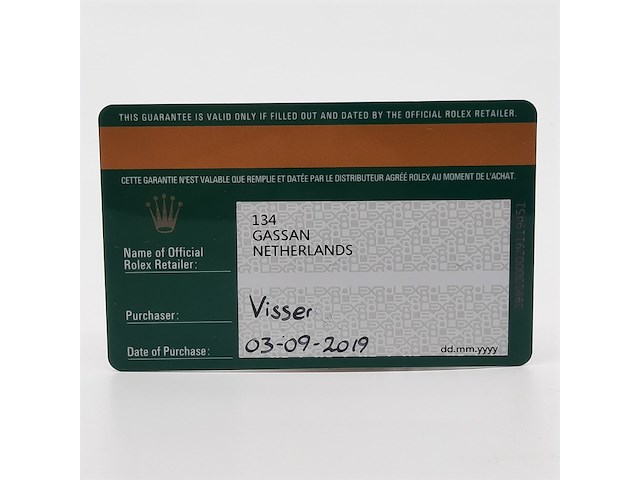 THIS GUARANTEE IS VALID ONLY IF FILLED OUT AND DATED BY THE OFFICIAL ROLEX RETAILER.
CETTE GARANTIE N'EST VALABLE QUE REMPLIE ET DATÉE PAR LE DISTRIBUTEUR AGRÉÉ ROLEX AU MOMENT DE L'ACHAT.
134
GASSAN
NETHERLANDS
Name of Official
Rolex Retailer:
Purchaser: Visser
Date of Purchase: 03-09-2019 dd.mm.yyyy